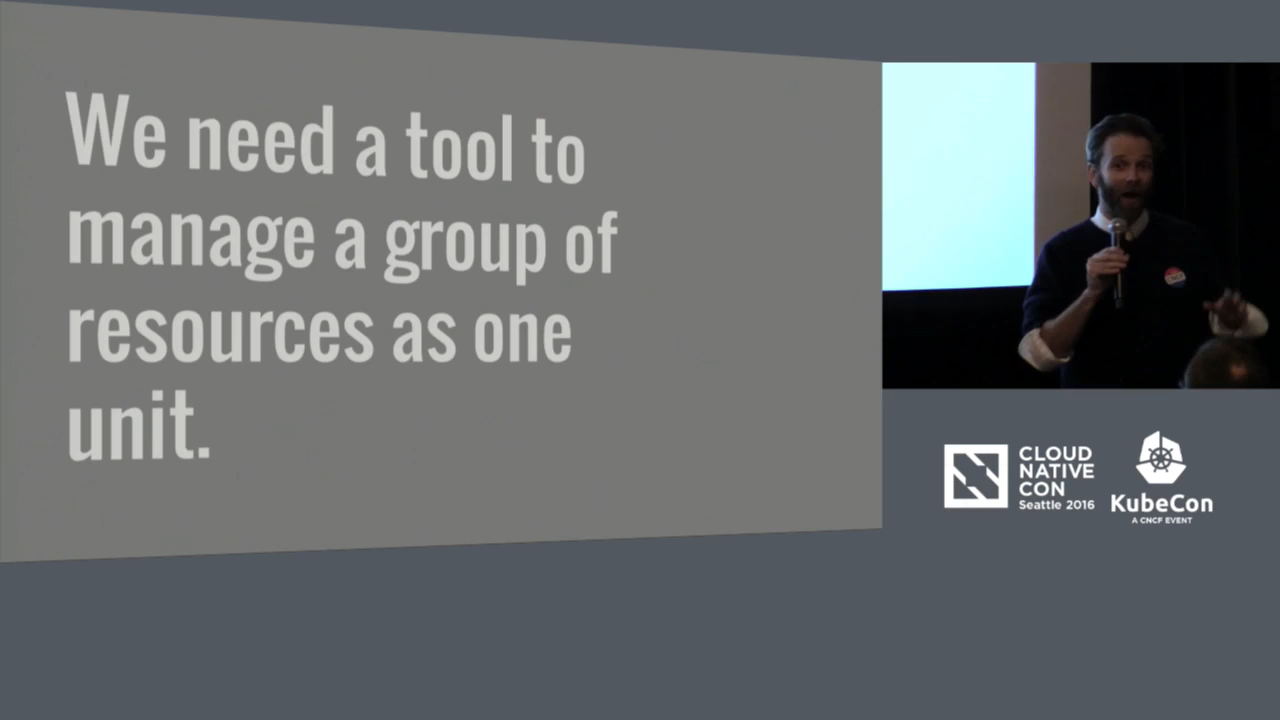 We need a tool to
manage a group of
resources as one
unit.
CLOUD
NATIVE
CON
Seattle 2016
KubeCon
A CNCF EVENT